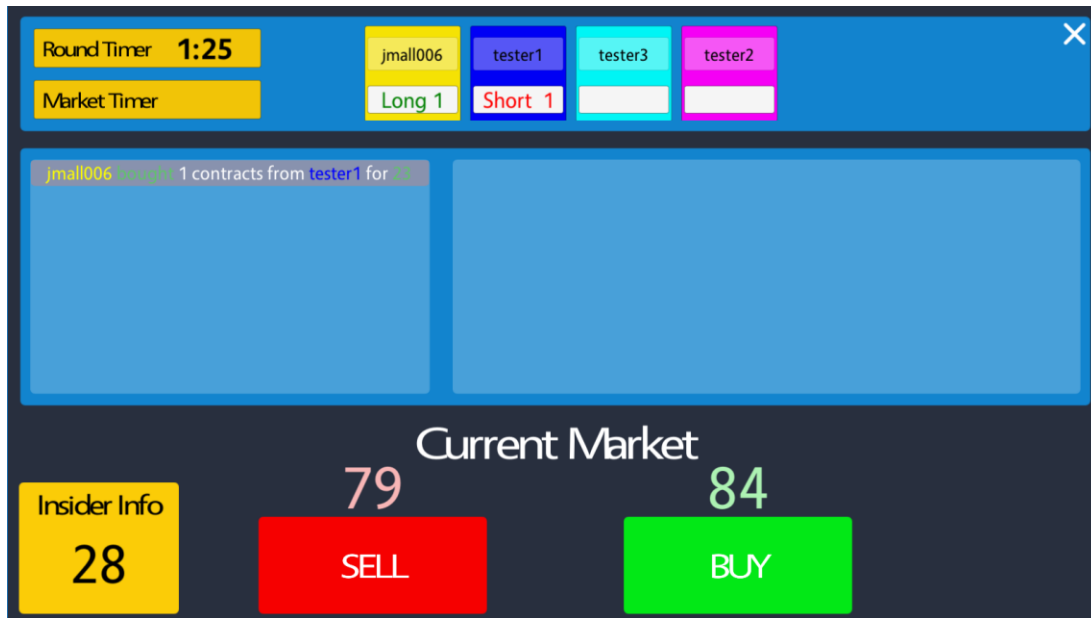 Round Timer 1:25
Market Timer
jmall006
Long 1
tester1
Short 1
tester3
tester2
jmall006 bought 1 contracts from tester1 for 23
Current Market
79
84
Insider Info
28
SELL
BUY